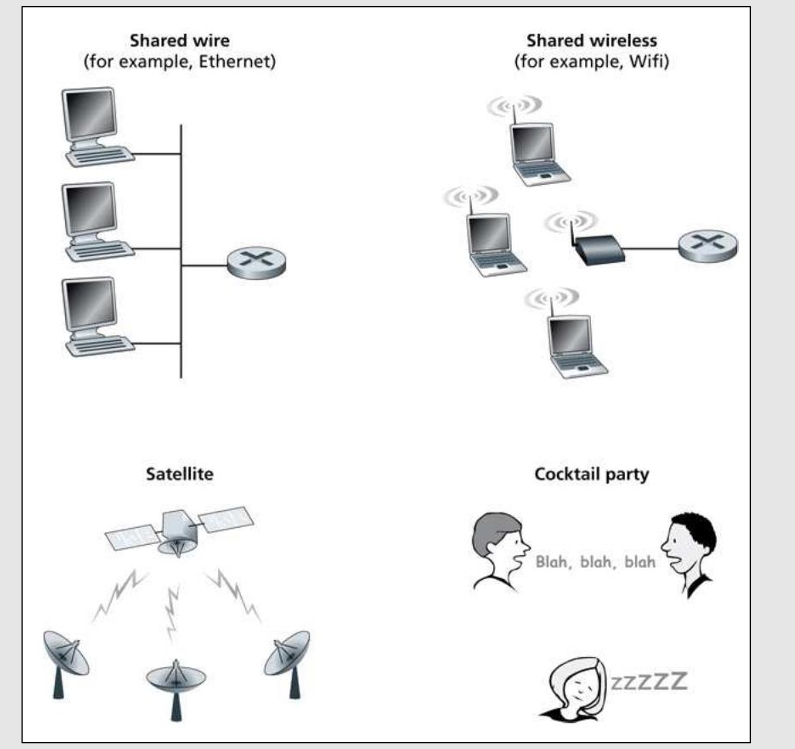 Shared wire
(for example, Ethernet)
Shared wireless
(for example, Wifi)
Satellite
Cocktail party
Blah, blah, blah
zzzzz